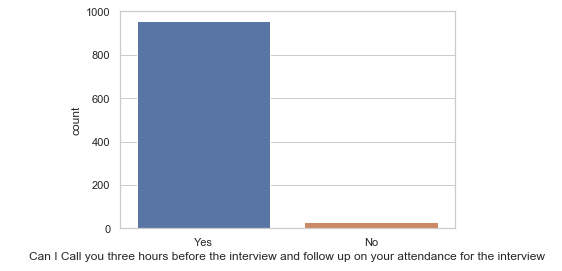 1000
800
600
400
200
0
count
Yes No
Can I Call you three hours before the interview and follow up on your attendance for the interview